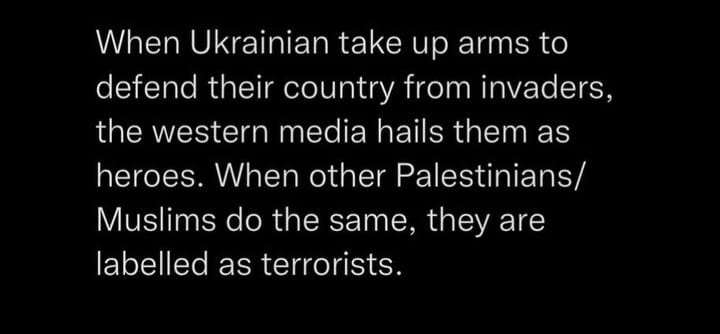 When Ukrainian take up arms to
defend their country from invaders,
the western media hails them as
heroes. When other Palestinians/
Muslims do the same, they are
labelled as terrorists.